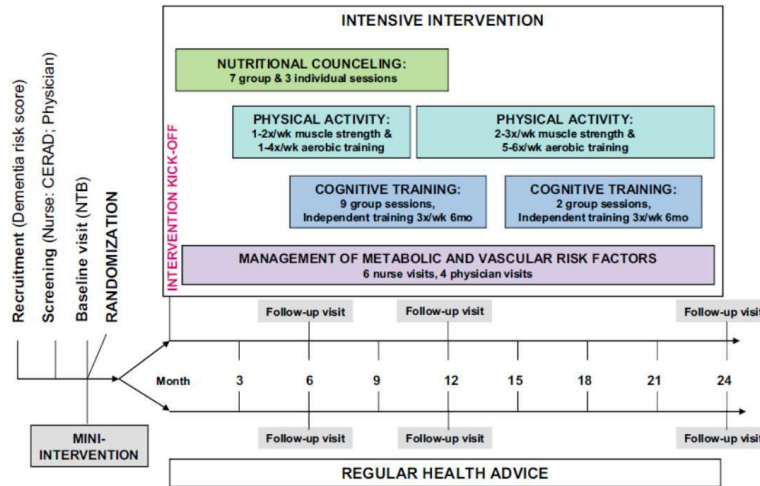 INTENSIVE INTERVENTION
NUTRITIONAL COUNCELING:
7 group & 3 individual sessions
PHYSICAL ACTIVITY:
1-2x/wk muscle strength &
1-4x/wk aerobic training
PHYSICAL ACTIVITY:
2-3x/wk muscle strength &
5-6x/wk aerobic training
COGNITIVE TRAINING:
9 group sessions,
Independent training 3x/wk 6mo
COGNITIVE TRAINING:
2 group sessions,
Independent training 3x/wk 6mo
MANAGEMENT OF METABOLIC AND VASCULAR RISK FACTORS
6 nurse visits, 4 physician visits
Recruitment (Dementia risk score)
Screening (Nurse: CERAD; Physician)
Baseline visit (NTB)
RANDOMIZATION
INTERVENTION KICK-OFF
Follow-up visit
Follow-up visit
Follow-up visit
Month 3 6 9 12 15 18 21 24
MINI-
INTERVENTION
Follow-up visit
Follow-up visit
Follow-up visit
REGULAR HEALTH ADVICE